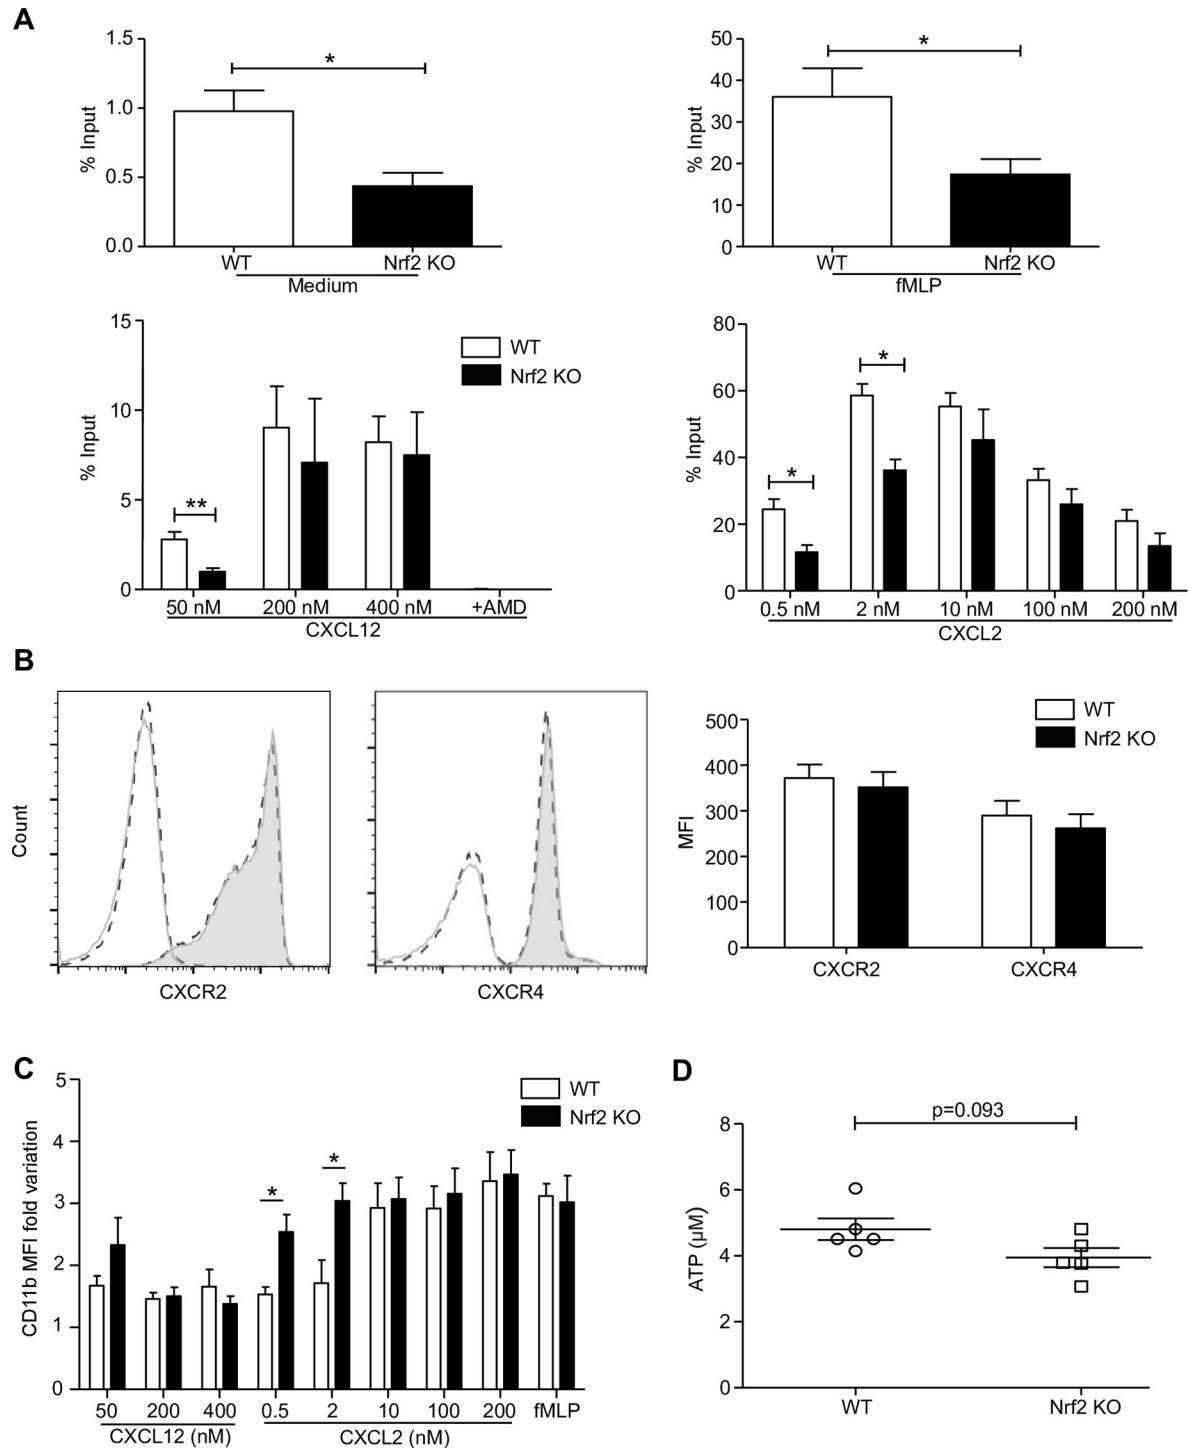 A
1.5
1.0
0.5
0.0
% Input
*
WT
Nrf2 KO
Medium
50
40
30
20
10
0
% Input
*
WT
Nrf2 KO
fMLP
15
10
5
0
% Input
WT
Nrf2 KO
**
50 nM
200 nM
400 nM
+AMD
CXCL12
80
60
40
20
0
% Input
*
*
0.5 nM
2 nM
10 nM
100 nM
200 nM
CXCL2
B
Count
CXCR2
CXCR4
WT
Nrf2 KO
500
400
300
200
100
0
MFI
CXCR2
CXCR4
C
5
4
3
2
1
0
CD11b MFI fold variation
WT
Nrf2 KO
*
*
50
200
400
0.5
2
10
100
200
fMLP
CXCL12 (nM)
CXCL2 (nM)
D
p=0.093
8
6
4
2
0
ATP (µM)
WT
Nrf2 KO